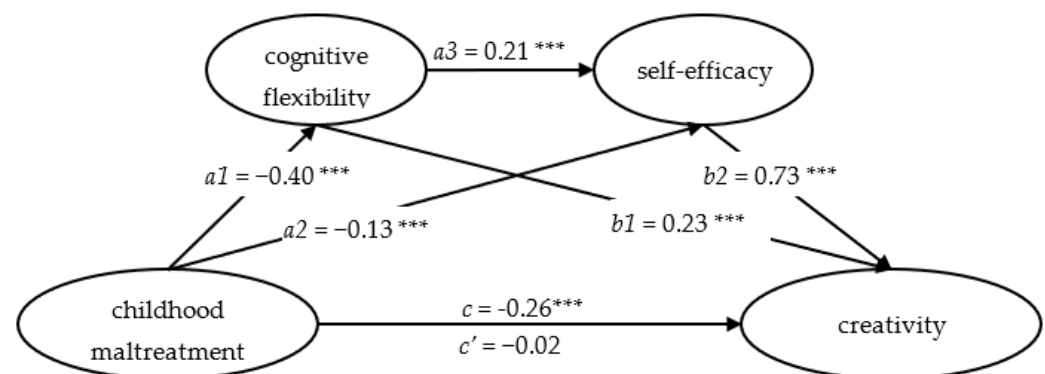 cognitive
flexibility
a3 = 0.21 ***
self-efficacy
a1 = −0.40 ***
b2 = 0.73 ***
a2 = −0.13 ***
b1 = 0.23 ***
childhood
maltreatment
c = -0.26***
c′ = −0.02
creativity